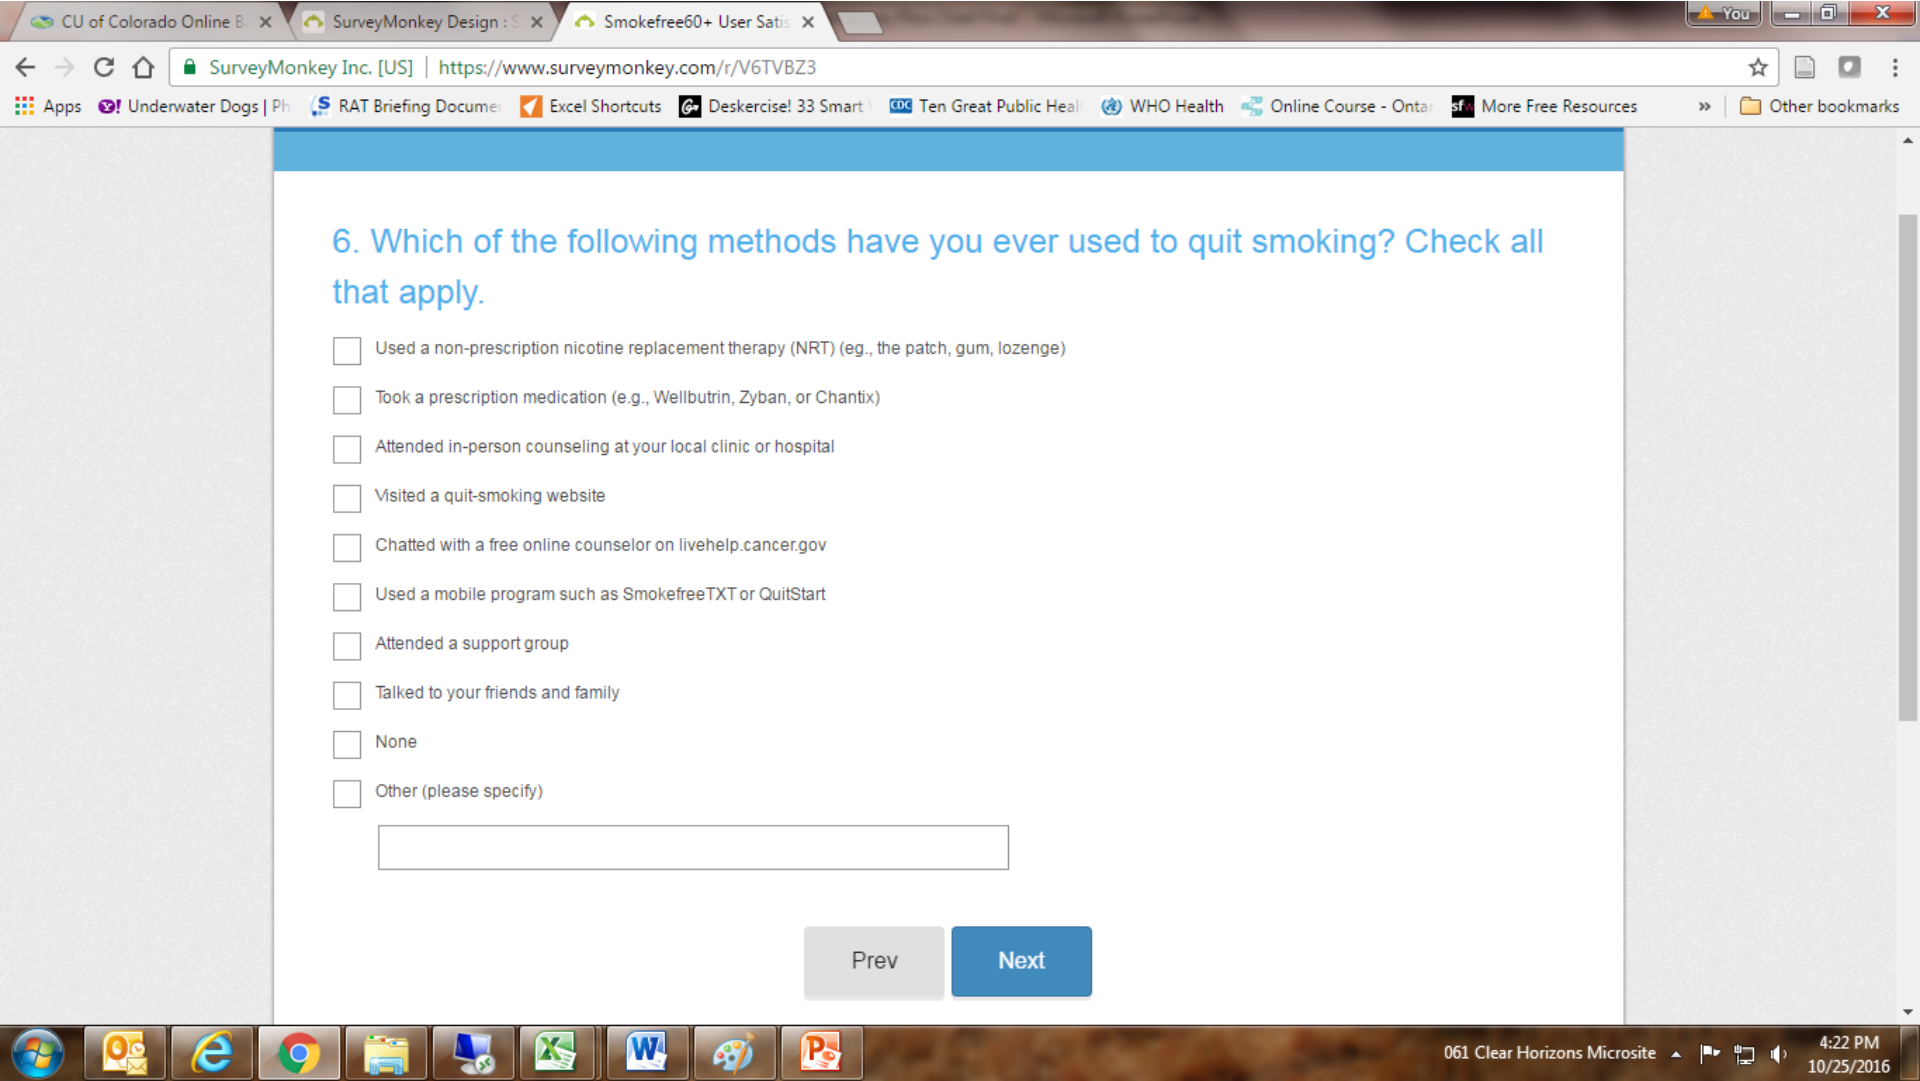 CU of Colorado Online B
SurveyMonkey Design : S
Smokefree60+ User Satis
You
SurveyMonkey Inc. [US] | https://www.surveymonkey.com/r/V6TVBZ3
Apps Underwater Dogs | Ph RAT Briefing Documen Excel Shortcuts Deskercise! 33 Smart Ten Great Public Heal WHO Health Online Course - Onta More Free Resources » Other bookmarks
6. Which of the following methods have you ever used to quit smoking? Check all
that apply.
Used a non-prescription nicotine replacement therapy (NRT) (eg., the patch, gum, lozenge)
Took a prescription medication (e.g., Wellbutrin, Zyban, or Chantix)
Attended in-person counseling at your local clinic or hospital
Visited a quit-smoking website
Chatted with a free online counselor on livehelp.cancer.gov
Used a mobile program such as SmokefreeTXT or QuitStart
Attended a support group
Talked to your friends and family
None
Other (please specify)
Prev
Next
061 Clear Horizons Microsite
4:22 PM
10/25/2016